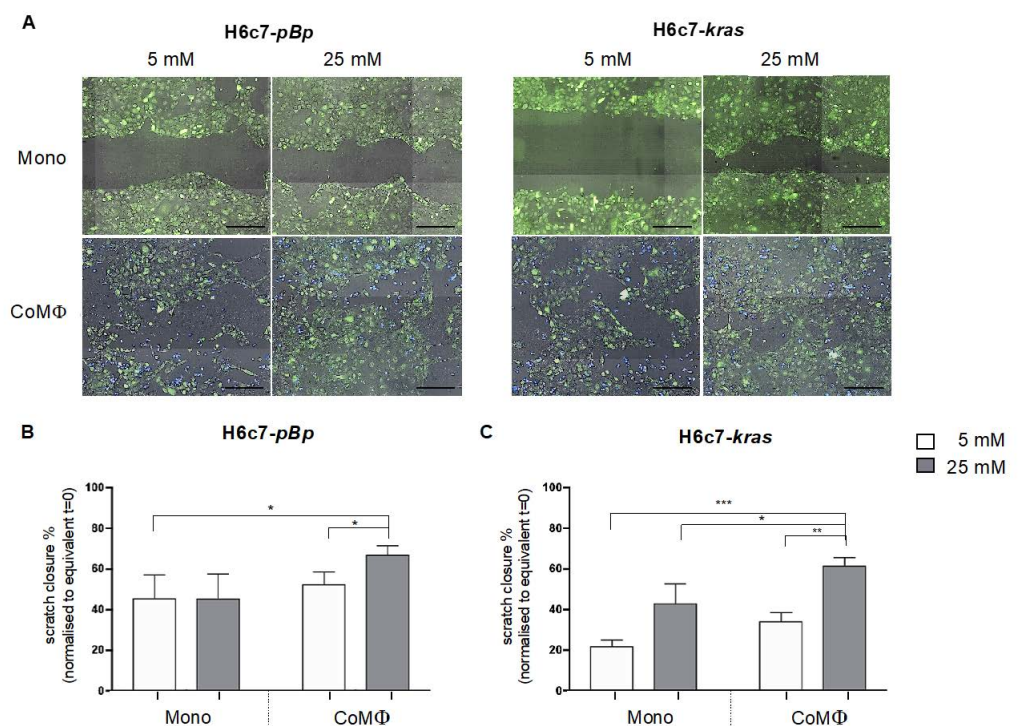 A
H6c7-pBp
H6c7-kras
5 mM
25 mM
5 mM
25 mM
Mono
CoMΦ
B
H6c7-pBp
scratch closure %
(normalised to equivalent t=0)
100
80
60
40
20
0
*
*
Mono
CoMΦ
C
H6c7-kras
scratch closure %
(normalised to equivalent t=0)
100
80
60
40
20
0
***
*
**
Mono
CoMΦ
5 mM
25 mM